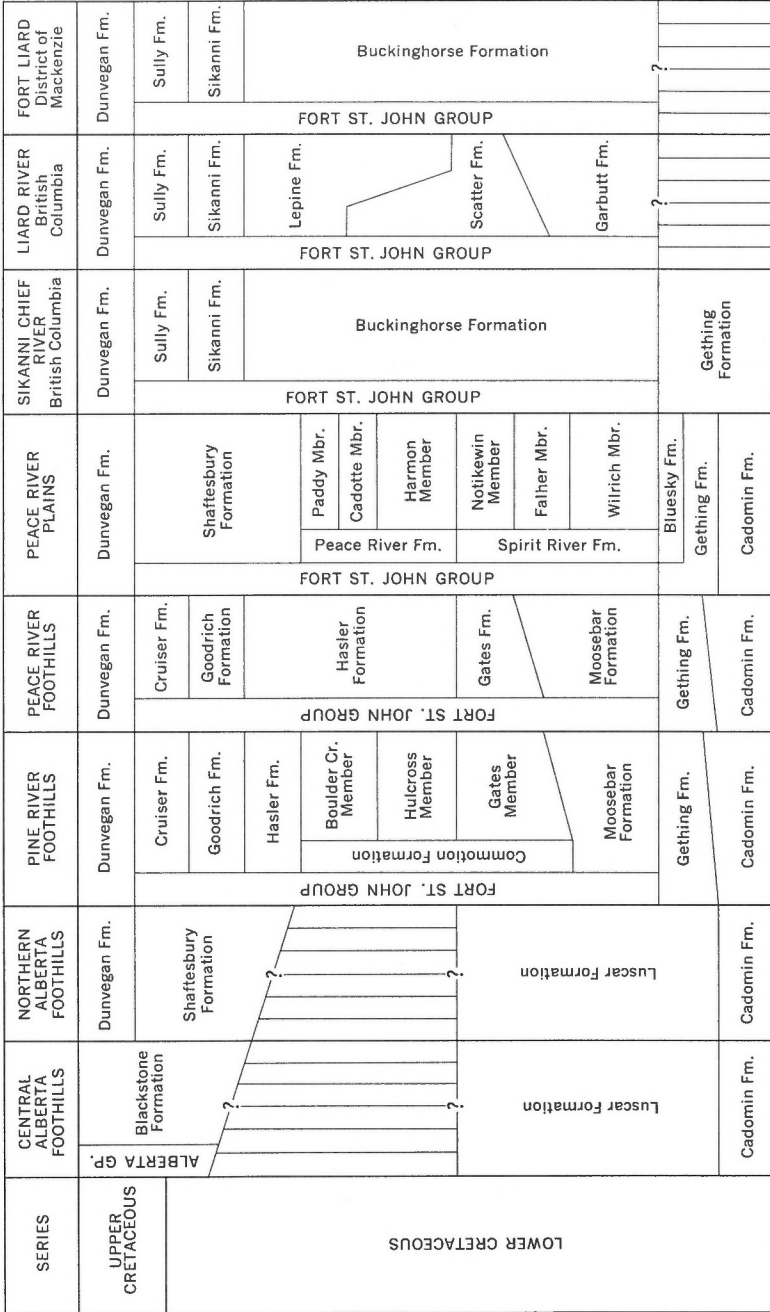 SERIES
CENTRAL
ALBERTA
FOOTHILLS
NORTHERN
ALBERTA
FOOTHILLS
PINE RIVER
FOOTHILLS
PEACE RIVER
FOOTHILLS
PEACE RIVER
PLAINS
SIKANNI CHIEF
RIVER
British Columbia
LIARD RIVER
British
Columbia
FORT LIARD
District of
Mackenzie
UPPER
CRETACEOUS
LOWER CRETACEOUS
ALBERTA GP.
Blackstone
Formation
?
?
Luscar Formation
Cadomin Fm.
Dunvegan Fm.
Shaftesbury
Formation
?
?
Luscar Formation
Cadomin Fm.
Dunvegan Fm.
FORT ST. JOHN GROUP
Cruiser Fm.
Goodrich Fm.
Hasler Fm.
Commotion Formation
Boulder Cr.
Member
Hulcross
Member
Gates
Member
Moosebar
Formation
Gething Fm.
Cadomin Fm.
Dunvegan Fm.
FORT ST. JOHN GROUP
Cruiser Fm.
Goodrich
Formation
Hasler
Formation
Gates Fm.
Moosebar
Formation
Gething Fm.
Cadomin Fm.
Dunvegan Fm.
FORT ST. JOHN GROUP
Shaftesbury
Formation
Peace River Fm.
Paddy Mbr.
Cadotte Mbr.
Harmon
Member
Spirit River Fm.
Notikewin
Member
Falher Mbr.
Wilrich Mbr.
Bluesky Fm.
Gething Fm.
Cadomin Fm.
Dunvegan Fm.
FORT ST. JOHN GROUP
Sully Fm.
Sikanni Fm.
Buckinghorse Formation
Gething
Formation
Dunvegan Fm.
FORT ST. JOHN GROUP
Sully Fm.
Sikanni Fm.
Lepine Fm.
Scatter Fm.
Garbutt Fm.
?
Dunvegan Fm.
FORT ST. JOHN GROUP
Sully Fm.
Sikanni Fm.
Buckinghorse Formation
?